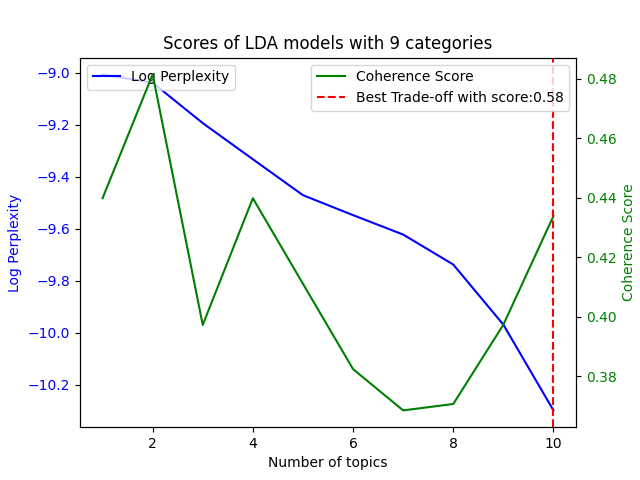 Scores of LDA models with 9 categories
Log Perplexity
Coherence Score
Best Trade-off with score:0.58
−9.0
−9.2
−9.4
−9.6
−9.8
−10.0
−10.2
Log Perplexity
0.48
0.46
0.44
0.42
0.40
0.38
Coherence Score
2 4 6 8 10
Number of topics